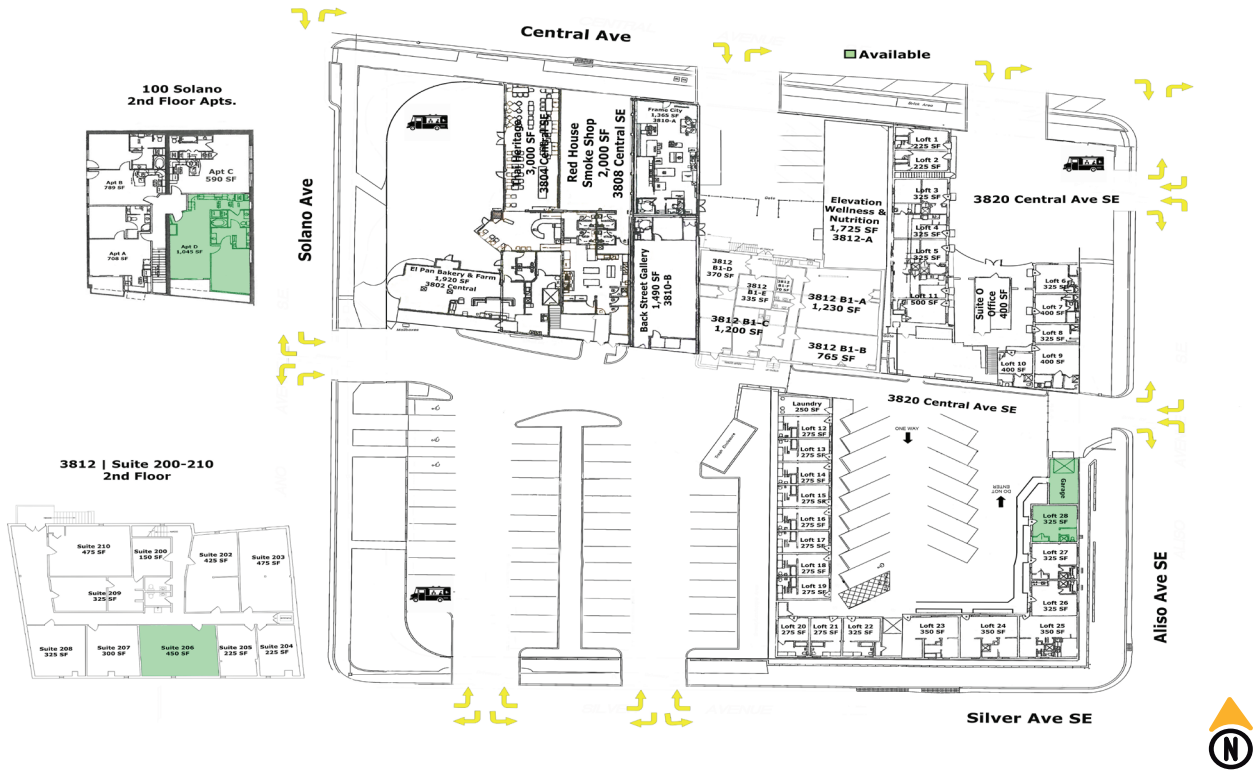 Central Ave
Available
100 Solano
2nd Floor Apts.
Apt B
789 SF
Apt C
590 SF
Apt A
708 SF
Apt D
1,045 SF
Solano Ave
Thai Heritage
3,000 SF
3804 Central SE
Red House
Smoke Shop
2,000 SF
3808 Central SE
Frame City
1,365 SF
3810-A
El Pan Bakery & Farm
1,920 SF
3802 Central
Back Street Gallery
1,490 SF
3810-B
Elevation
Wellness &
Nutrition
1,725 SF
3812-A
3812
B1-D
370 SF
3812
B1-E
335 SF
3812 B1-C
1,200 SF
3812 B1-A
1,230 SF
3812 B1-B
765 SF
Loft 1
225 SF
Loft 2
225 SF
Loft 3
325 SF
Loft 4
325 SF
Loft 5
325 SF
Loft 11
500 SF
3820 Central Ave SE
Suite O
Office
400 SF
Loft 6
325 SF
Loft 7
400 SF
Loft 8
325 SF
Loft 9
400 SF
Loft 10
400 SF
3820 Central Ave SE
ONE WAY
DO NOT
ENTER
Laundry
250 SF
Loft 12
275 SF
Loft 13
275 SF
Loft 14
275 SF
Loft 15
275 SF
Loft 16
275 SF
Loft 17
275 SF
Loft 18
275 SF
Loft 19
275 SF
Loft 20
275 SF
Loft 21
275 SF
Loft 22
325 SF
Loft 23
350 SF
Loft 24
350 SF
Loft 25
350 SF
Loft 26
325 SF
Loft 27
325 SF
Loft 28
325 SF
Garage
Aliso Ave SE
3812 | Suite 200-210
2nd Floor
Suite 210
475 SF
Suite 200
150 SF
Suite 202
425 SF
Suite 203
475 SF
Suite 209
325 SF
Suite 208
325 SF
Suite 207
300 SF
Suite 206
450 SF
Suite 205
225 SF
Suite 204
225 SF
Silver Ave SE
N